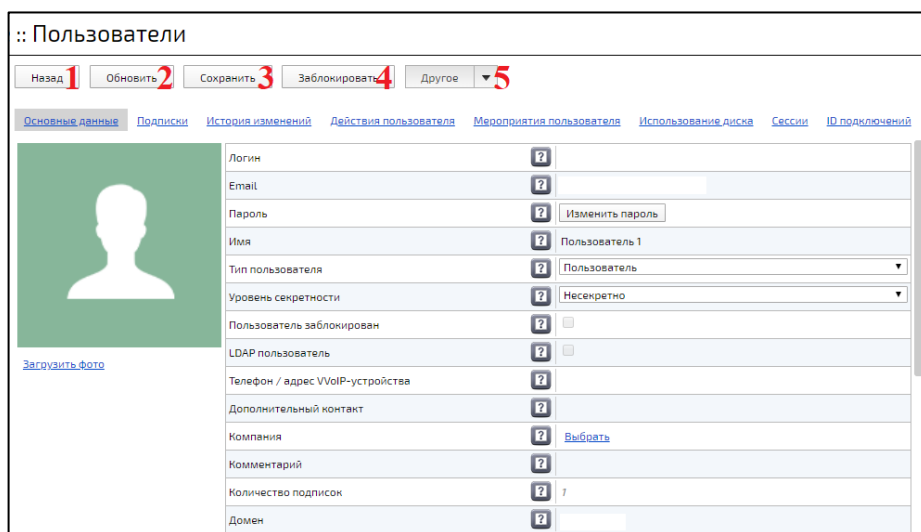 :: Пользователи
Назад 1 Обновить 2 Сохранить 3 Заблокировать 4 Другое ▼ 5
Основные данные Подписки История изменений Действия пользователя Мероприятия пользователя Использование диска Сессии ID подключений
Логин ?
Email ?
Пароль ? Изменить пароль
Имя ? Пользователь 1
Тип пользователя ? Пользователь ▼
Уровень секретности ? Несекретно ▼
Пользователь заблокирован ?
LDAP пользователь ?
Загрузить фото
Телефон / адрес VVoIP-устройства ?
Дополнительный контакт ?
Компания ? Выбрать
Комментарий ?
Количество подписок ? 1
Домен ?